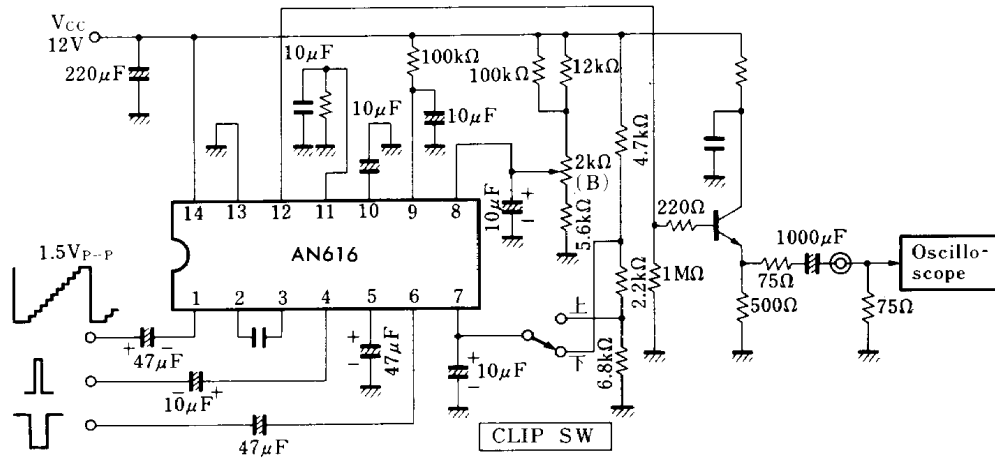 VCC
12V
220μF
10μF
10μF
100kΩ
10μF
100kΩ
12kΩ
4.7kΩ
2kΩ
(B)
10μF
+
−
5.6kΩ
14 13 12 11 10 9 8
AN616
1 2 3 4 5 6 7
1.5VP-P
+ −
47μF
−
+
10μF
47μF
+
−
47μF
+
−
10μF
上
下
2.2kΩ
6.8kΩ
CLIP SW
1MΩ
220Ω
500Ω
75Ω
1000μF
75Ω
Oscillo-
scope